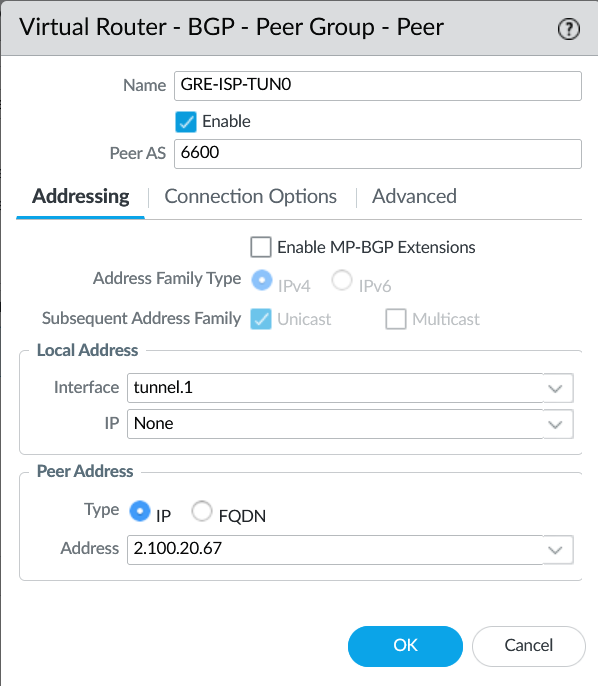 Virtual Router - BGP - Peer Group - Peer ?
Name GRE-ISP-TUN0
Enable
Peer AS 6600
Addressing Connection Options Advanced
Enable MP-BGP Extensions
Address Family Type IPv4 IPv6
Subsequent Address Family Unicast Multicast
Local Address
Interface tunnel.1
IP None
Peer Address
Type IP FQDN
Address 2.100.20.67
OK Cancel